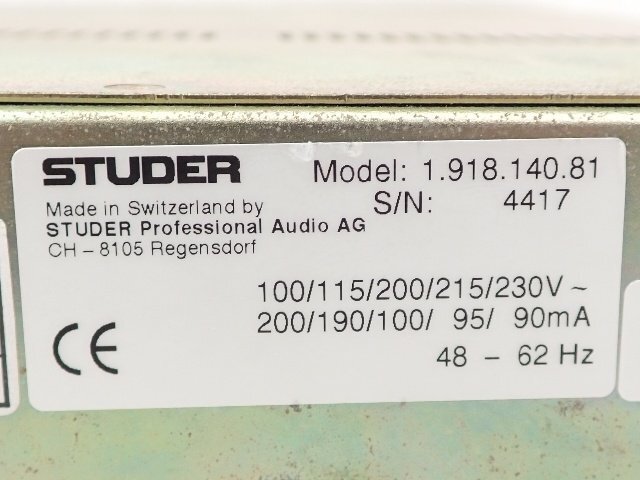 STUDER
Model: 1.918.140.81
S/N: 4417
Made in Switzerland by
STUDER Professional Audio AG
CH – 8105 Regensdorf
100/115/200/215/230V ~
200/190/100/ 95/ 90mA
48 – 62 Hz
CE